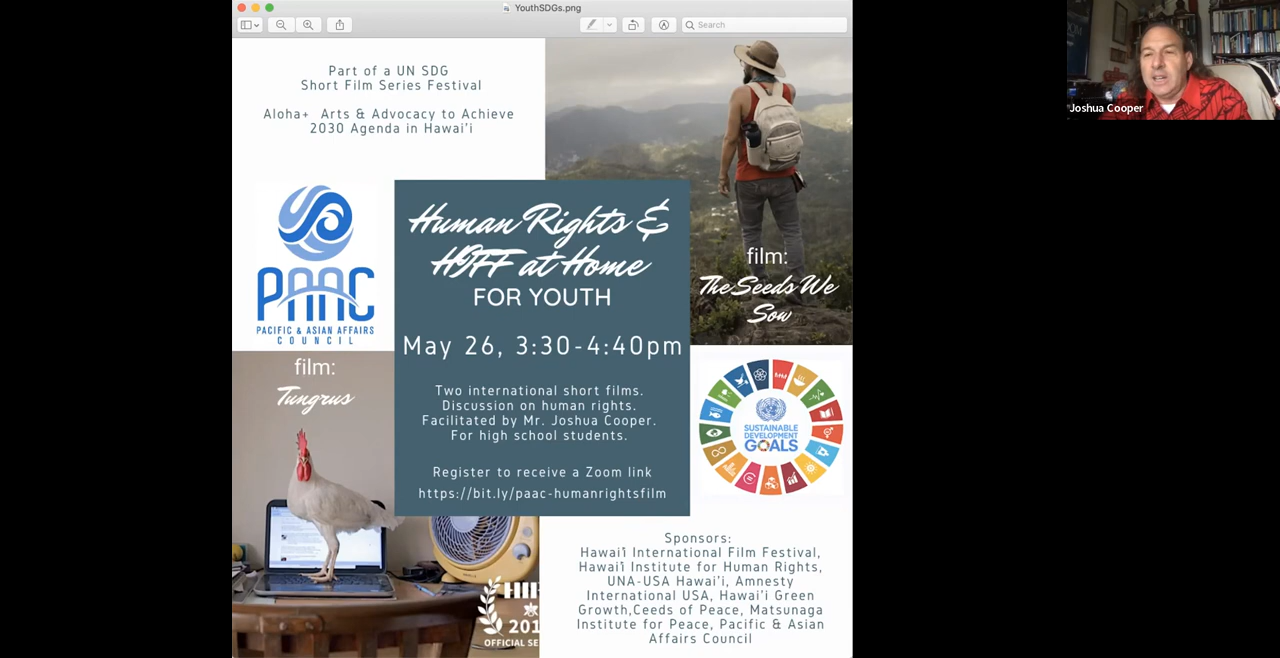 YouthSDGs.png
Search
Joshua Cooper
Part of a UN SDG
Short Film Series Festival
Aloha+ Arts & Advocacy to Achieve
2030 Agenda in Hawai'i
PAAC
PACIFIC & ASIAN AFFAIRS
COUNCIL
Human Rights &
HIFF at Home
FOR YOUTH
May 26, 3:30-4:40pm
Two international short films.
Discussion on human rights.
Facilitated by Mr. Joshua Cooper.
For high school students.
Register to receive a Zoom link
https://bit.ly/paac-humanrightsfilm
film:
The Seeds We
Sow
film:
Tungrus
SUSTAINABLE
DEVELOPMENT
GOALS
HIFF
201
OFFICIAL SE
Sponsors:
Hawai'i International Film Festival,
Hawai'i Institute for Human Rights,
UNA-USA Hawai'i, Amnesty
International USA, Hawai'i Green
Growth,Ceeds of Peace, Matsunaga
Institute for Peace, Pacific & Asian
Affairs Council